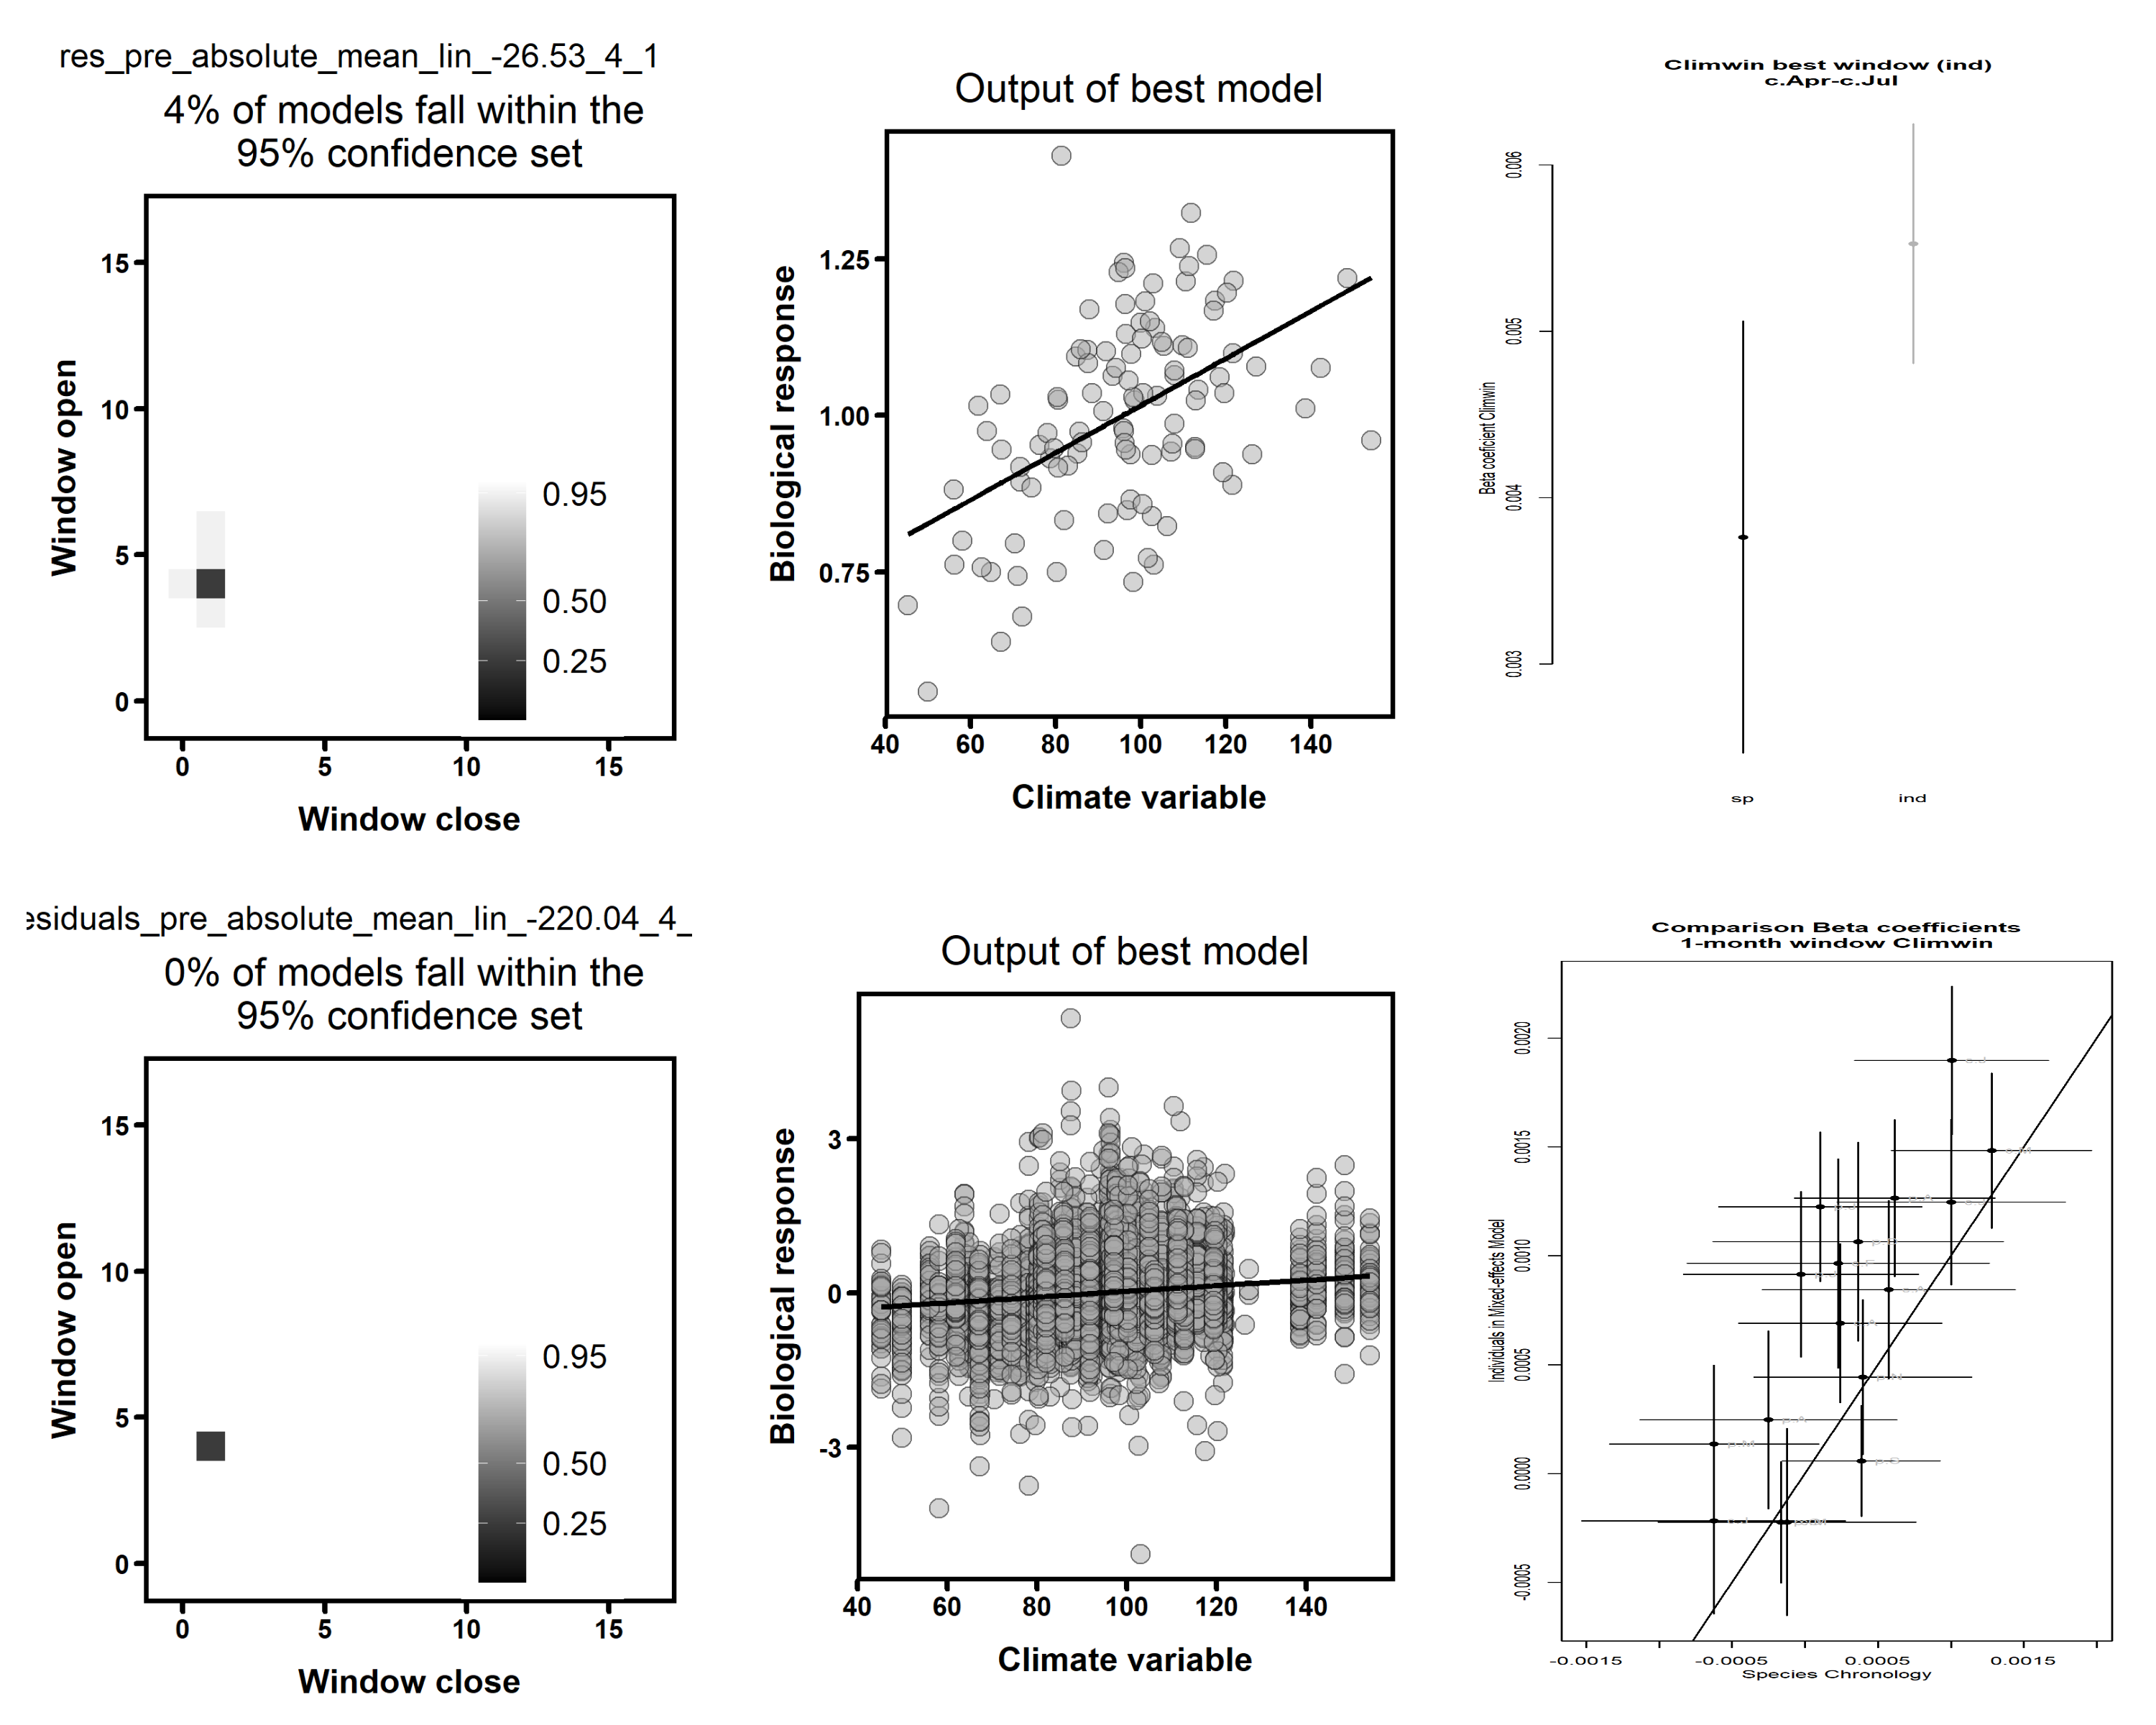 res_pre_absolute_mean_lin_-26.53_4_1
4% of models fall within the
95% confidence set
Window open
15
10
5
0
0.95
0.50
0.25
0 5 10 15
Window close
Output of best model
Biological response
1.25
1.00
0.75
40 60 80 100 120 140
Climate variable
Climwin best window (ind)
c.Apr-c.Jul
Beta coeficient Climwin
0.006
0.005
0.004
0.003
sp ind
esiduals_pre_absolute_mean_lin_-220.04_4_
0% of models fall within the
95% confidence set
Window open
15
10
5
0
0.95
0.50
0.25
0 5 10 15
Window close
Output of best model
Biological response
3
0
-3
40 60 80 100 120 140
Climate variable
Comparison Beta coefficients
1-month window Climwin
Individuals in Mixed-effects Model
0.0020
0.0015
0.0010
0.0005
0.0000
-0.0005
p.M
p.S
-0.0015 -0.0005 0.0005 0.0015
Species Chronology